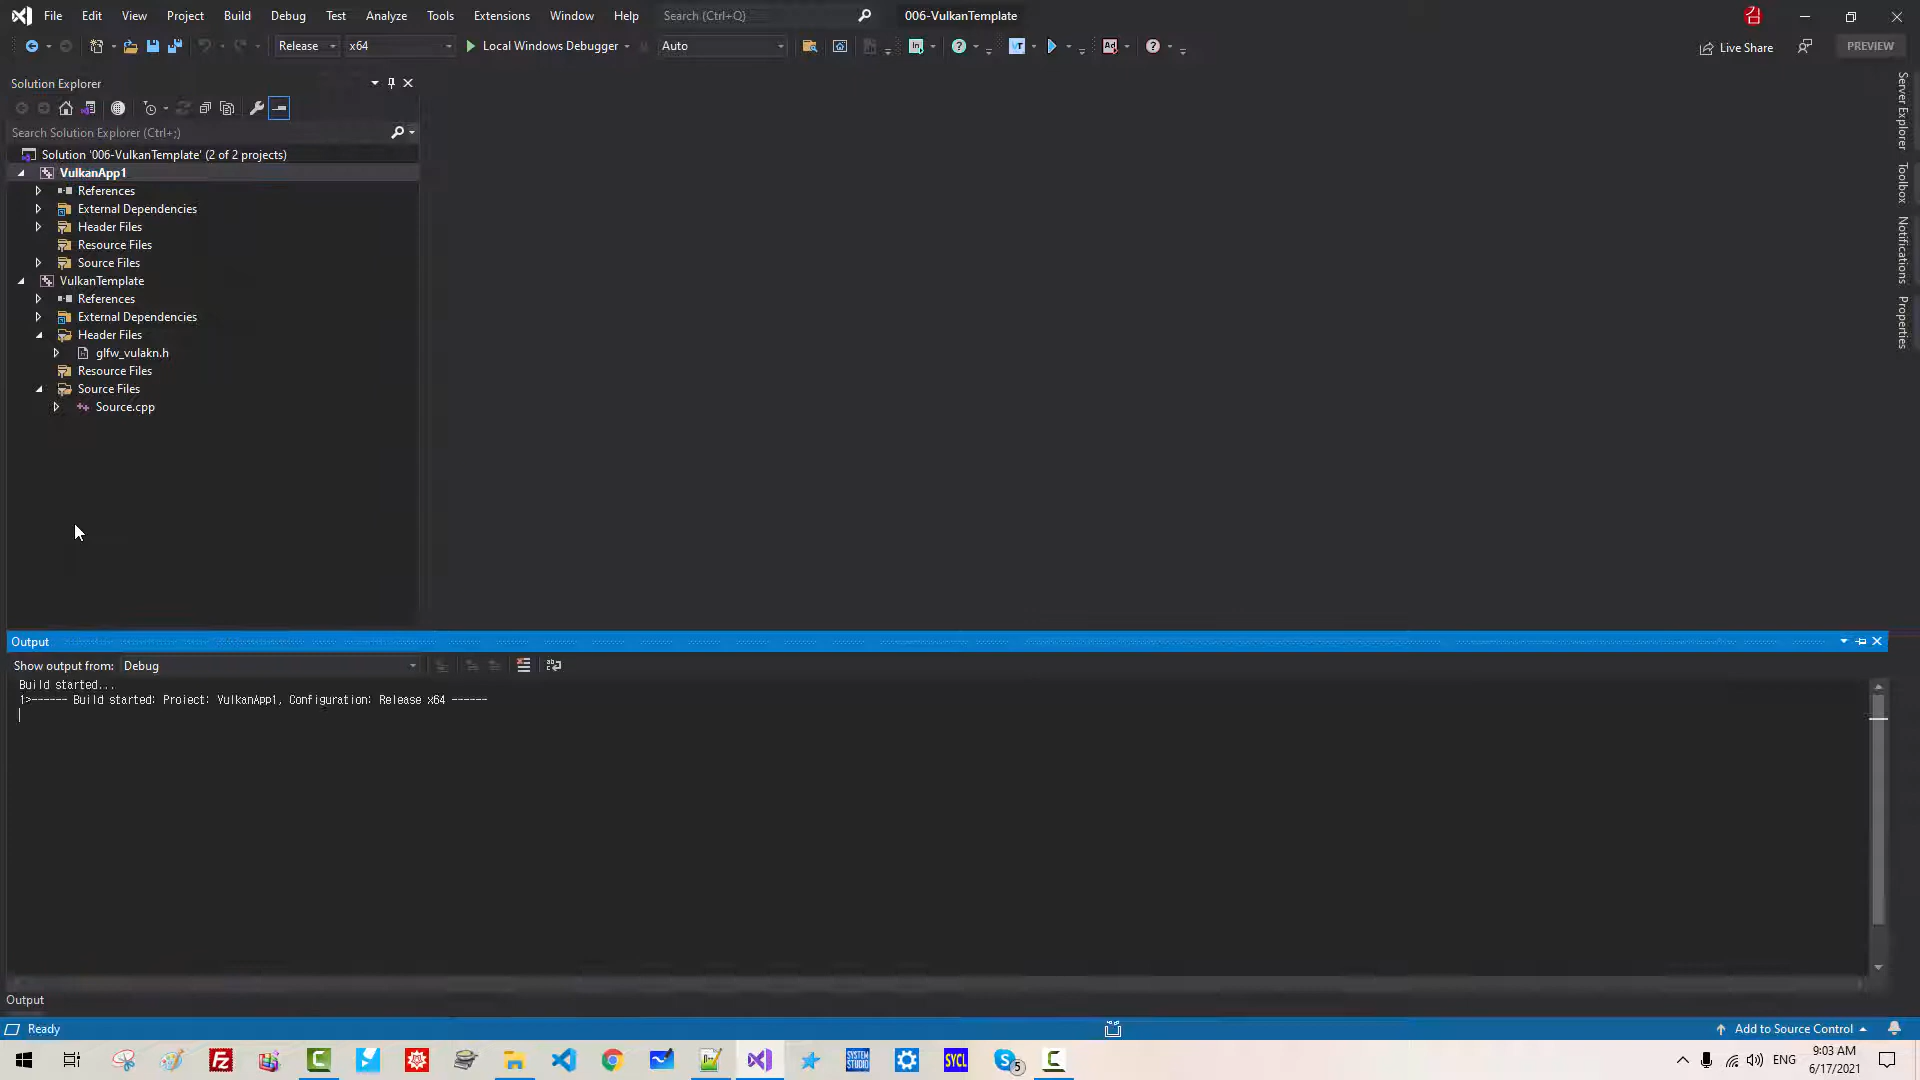 File Edit View Project Build Debug Test Analyze Tools Extensions Window Help Search (Ctrl+Q) 006-VulkanTemplate
Release x64 Local Windows Debugger Auto Live Share PREVIEW
Solution Explorer
Search Solution Explorer (Ctrl+;)
Solution '006-VulkanTemplate' (2 of 2 projects)
VulkanApp1
References
External Dependencies
Header Files
Resource Files
Source Files
VulkanTemplate
References
External Dependencies
Header Files
glfw_vulakn.h
Resource Files
Source Files
Source.cpp
Server Explorer
Toolbox
Notifications
Properties
Output
Show output from: Debug
Build started...
1>------ Build started: Project: VulkanApp1, Configuration: Release x64 ------
Output
Ready Add to Source Control
SYSTEM STUDIO
SYCL
5
ENG
9:03 AM
6/17/2021